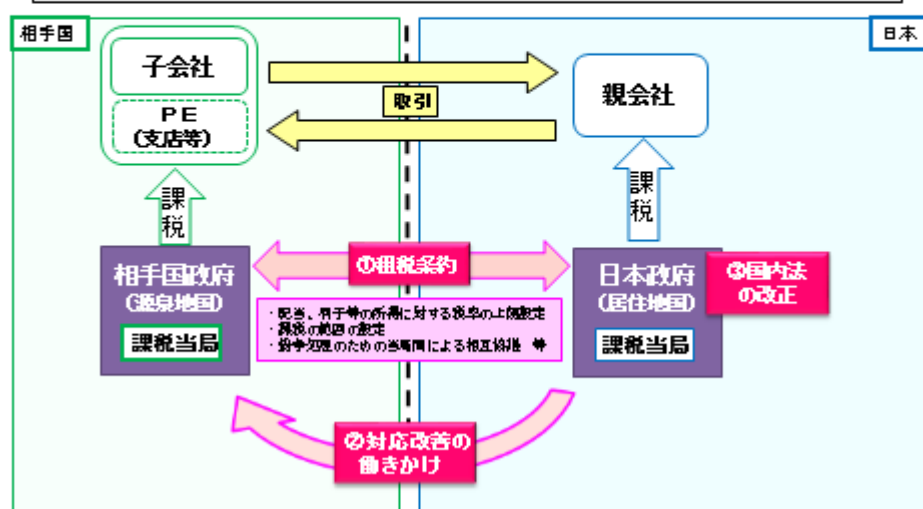 相手国
日本
子会社
PE
(支店等)
取引
親会社
課税
課税
相手国政府
(源泉地国)
課税当局
①租税条約
・配当、利子等の所得に対する税率の上限設定
・課税の範囲の設定
・紛争処理のための当局間による相互協議 等
日本政府
(居住地国)
課税当局
③国内法
の改正
②対応改善の
働きかけ